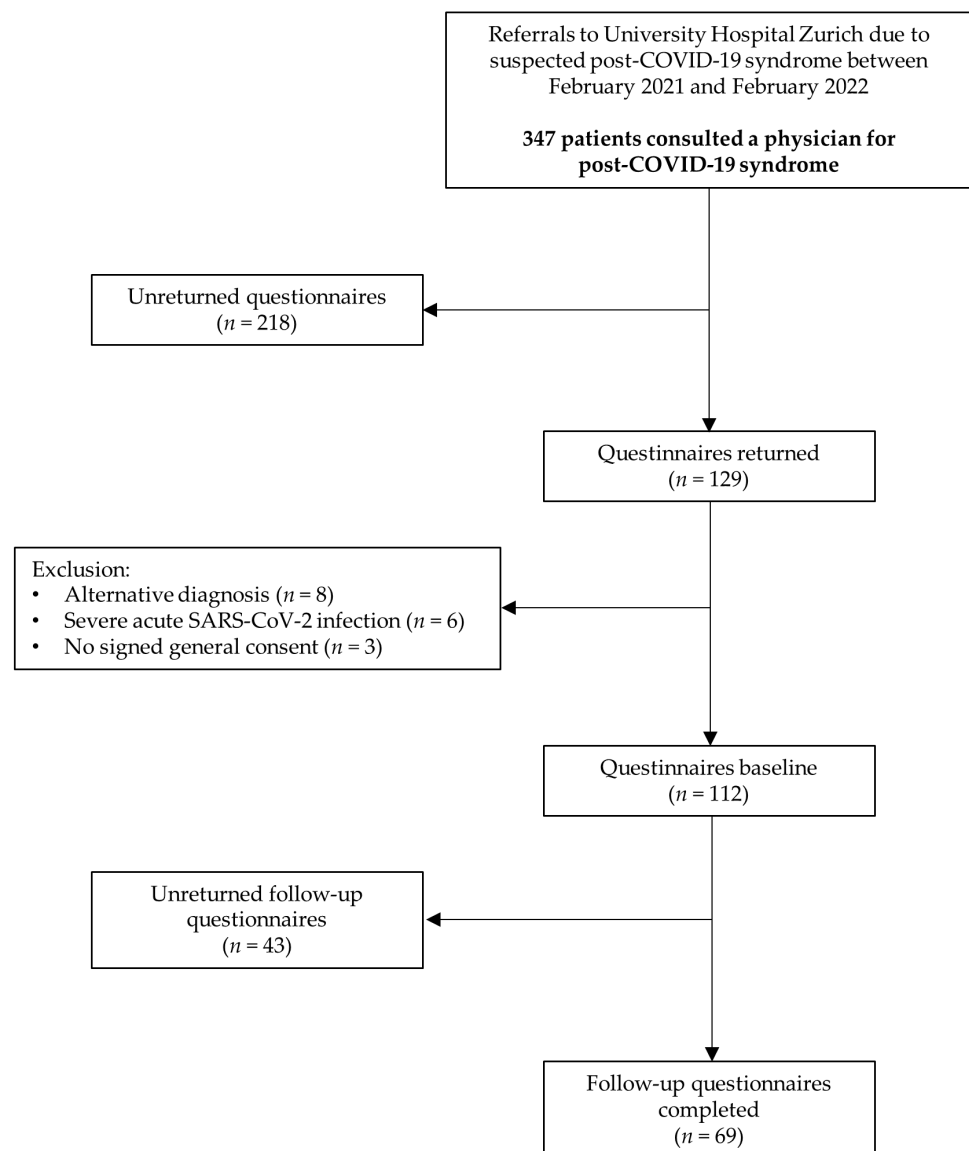 Referrals to University Hospital Zurich due to
suspected post-COVID-19 syndrome between
February 2021 and February 2022
347 patients consulted a physician for
post-COVID-19 syndrome
Unreturned questionnaires
(n = 218)
Questinnaires returned
(n = 129)
Exclusion:
• Alternative diagnosis (n = 8)
• Severe acute SARS-CoV-2 infection (n = 6)
• No signed general consent (n = 3)
Questinnaires baseline
(n = 112)
Unreturned follow-up
questionnaires
(n = 43)
Follow-up questionnaires
completed
(n = 69)